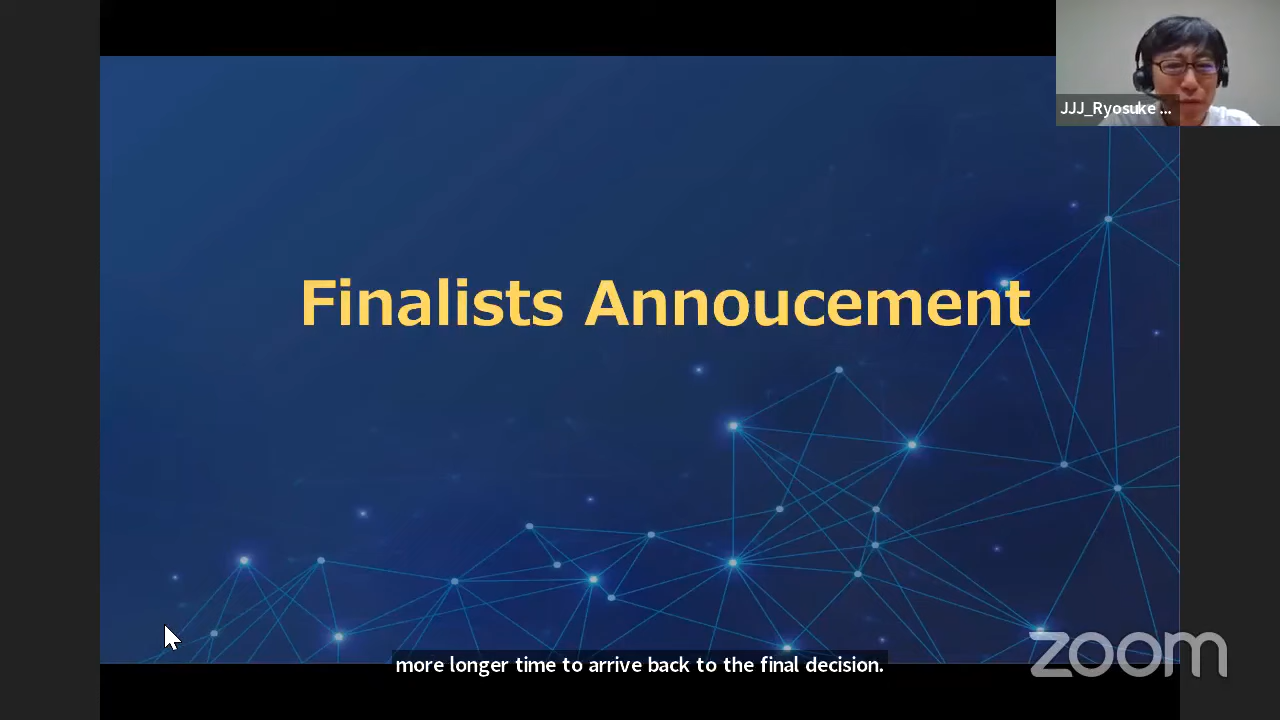 JJJ_Ryosuke ...
Finalists Annoucement
more longer time to arrive back to the final decision.
zoom